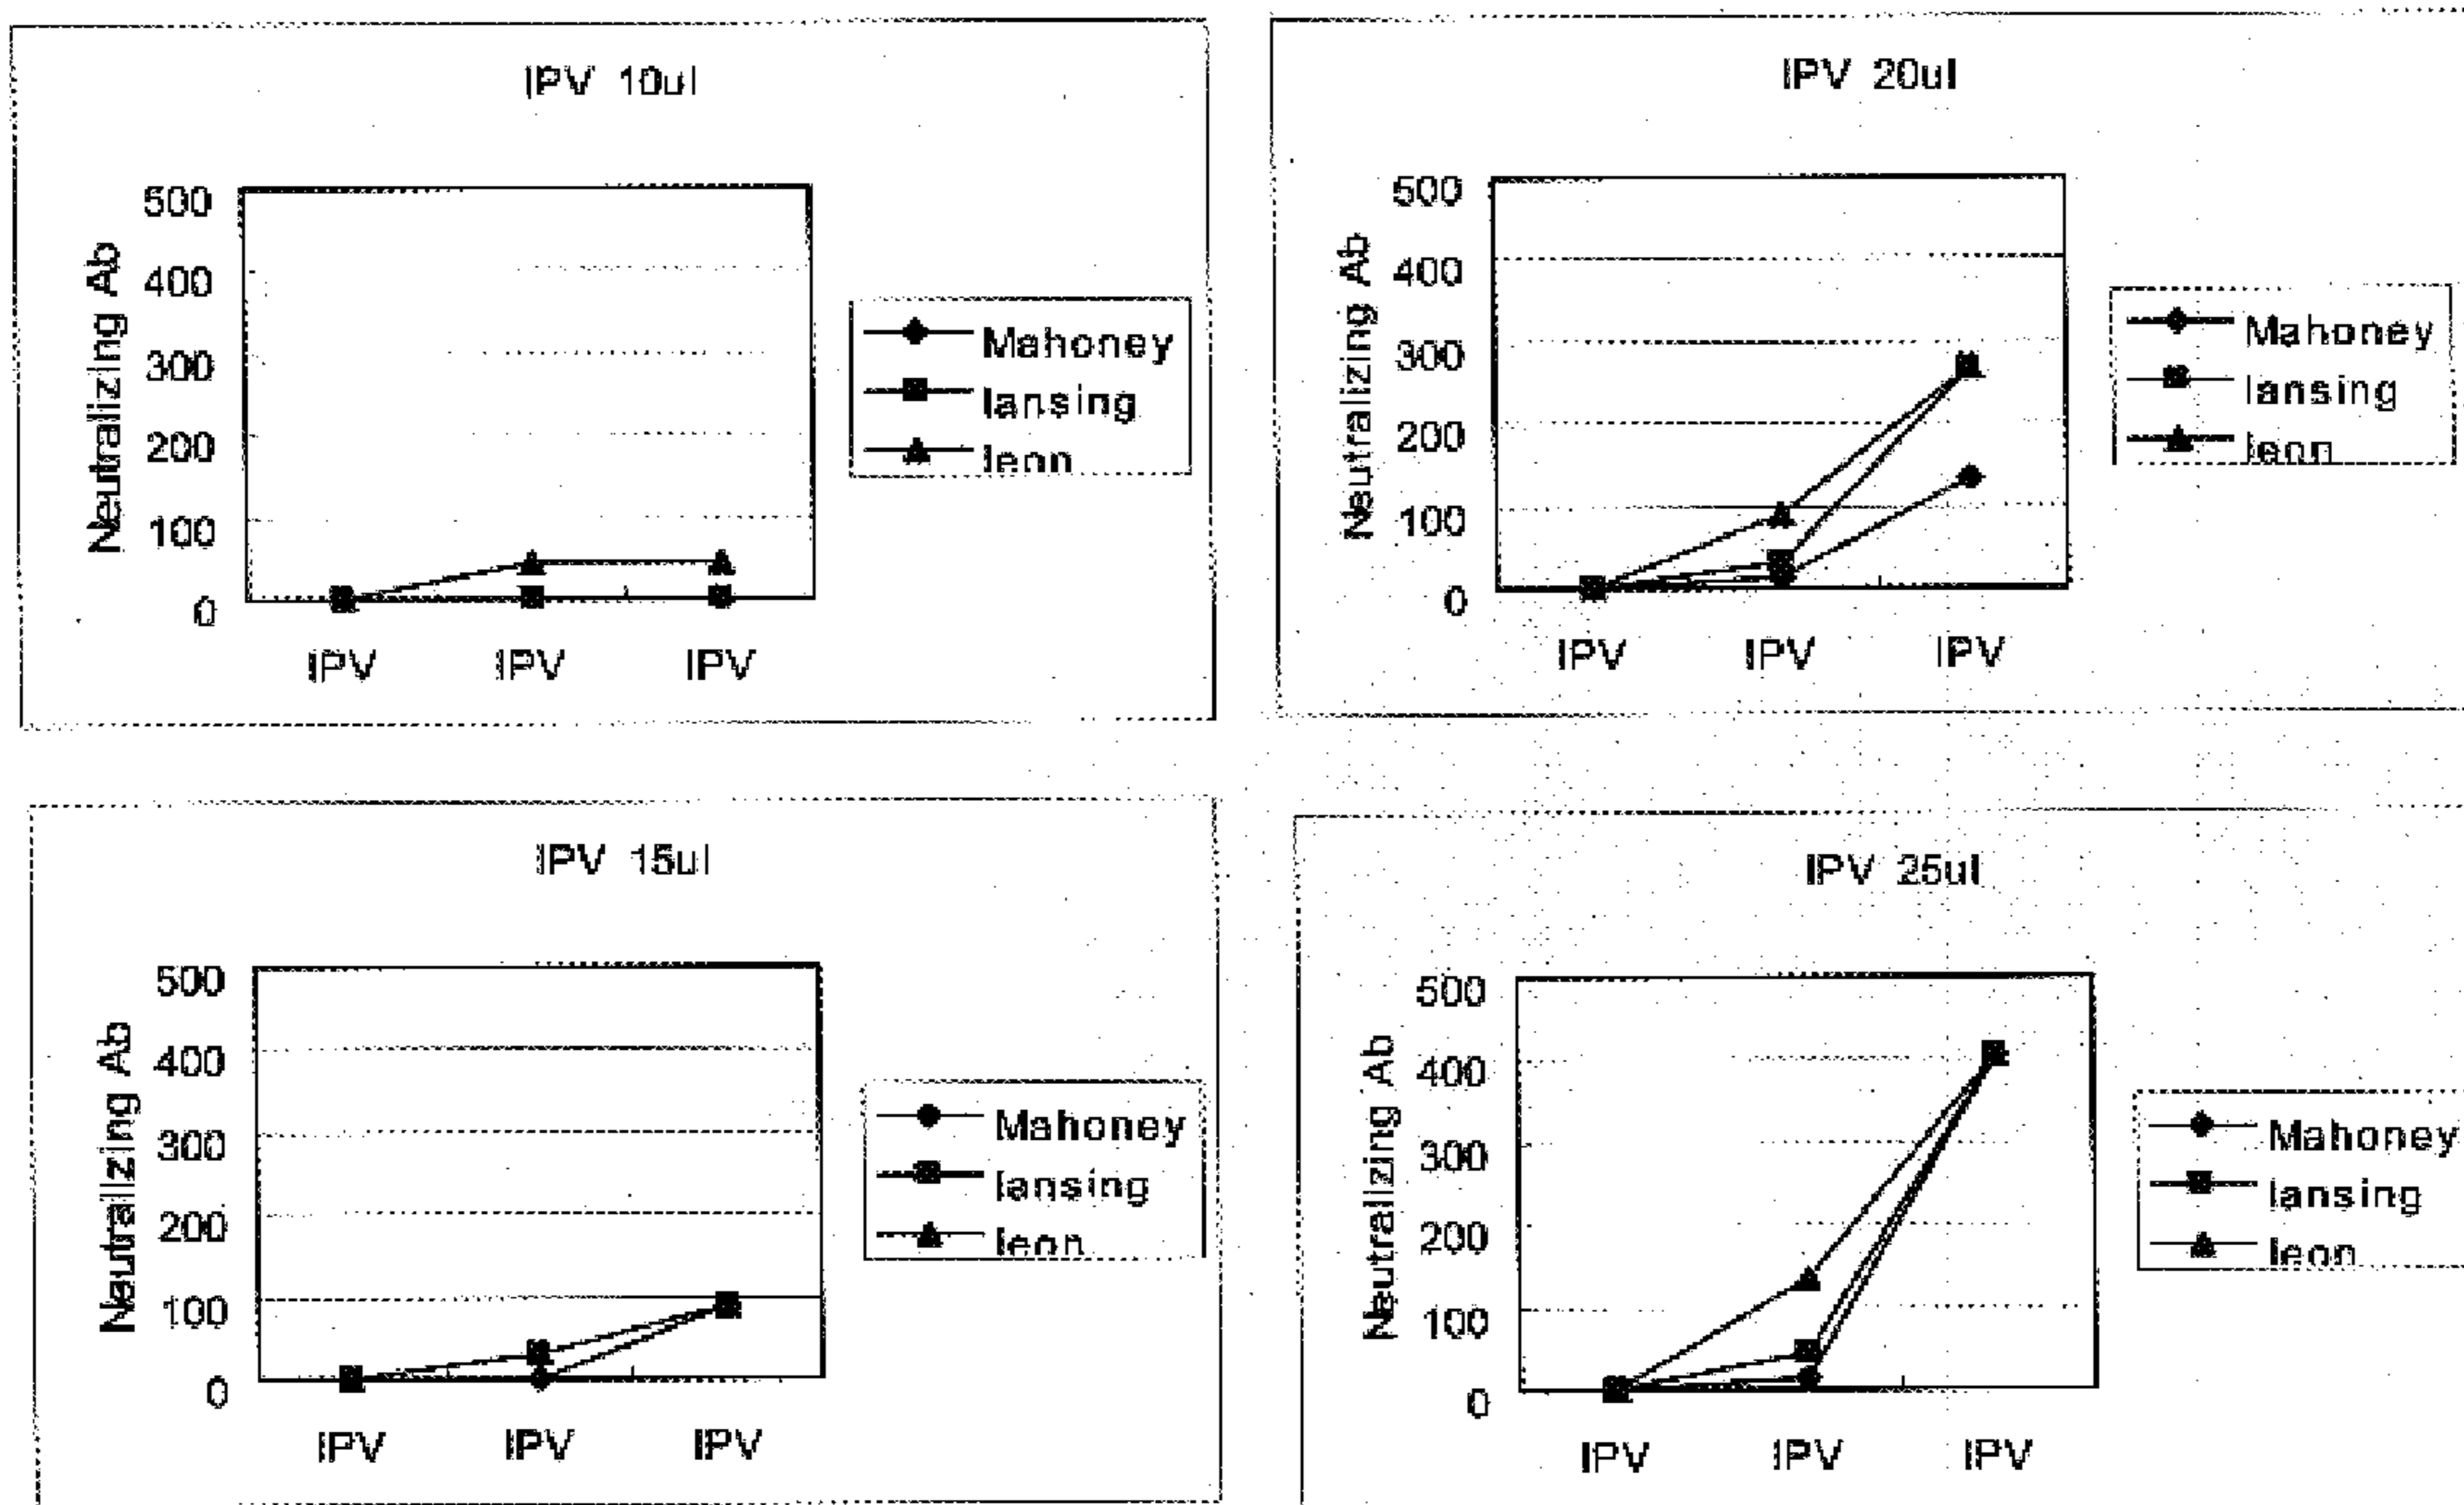 IPV 10ul
Neutralizing Ab
500
400
300
200
100
0
IPV IPV IPV
Mahoney
lansing
leon
IPV 20ul
Neutralizing Ab
500
400
300
200
100
0
IPV IPV IPV
Mahoney
lansing
leon
IPV 15ul
Neutralizing Ab
500
400
300
200
100
0
IPV IPV IPV
Mahoney
lansing
leon
IPV 25ul
Neutralizing Ab
500
400
300
200
100
0
IPV IPV IPV
Mahoney
lansing
leon